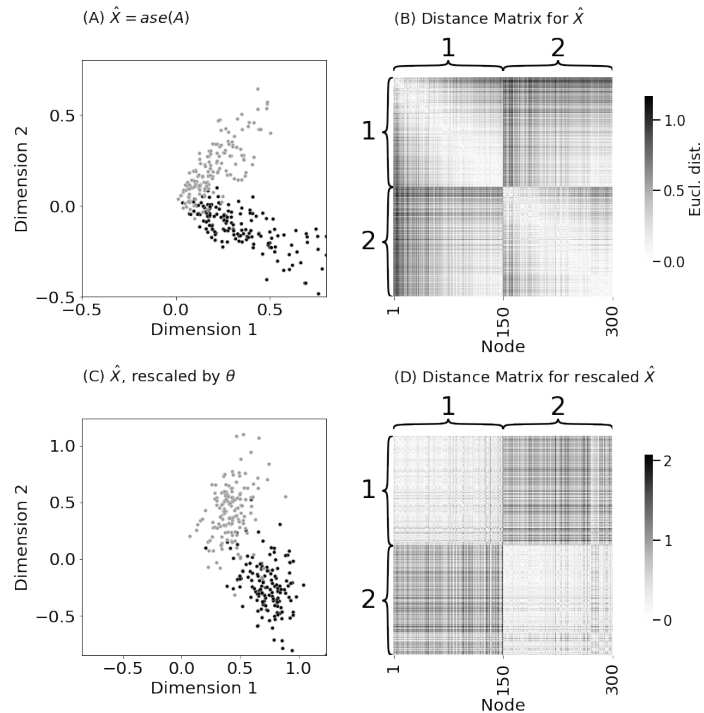 (A) X̂ = ase(A)
(B) Distance Matrix for X̂
1 2
0.5
0.0
−0.5
Dimension 2
−0.5 0.0 0.5
Dimension 1
1
2
1 150 300
Node
1.0
0.5
0.0
Eucl. dist.
(C) X̂, rescaled by θ
(D) Distance Matrix for rescaled X̂
1 2
1.0
0.5
0.0
−0.5
Dimension 2
−0.5 0.0 0.5 1.0
Dimension 1
1
2
1 150 300
Node
2
1
0